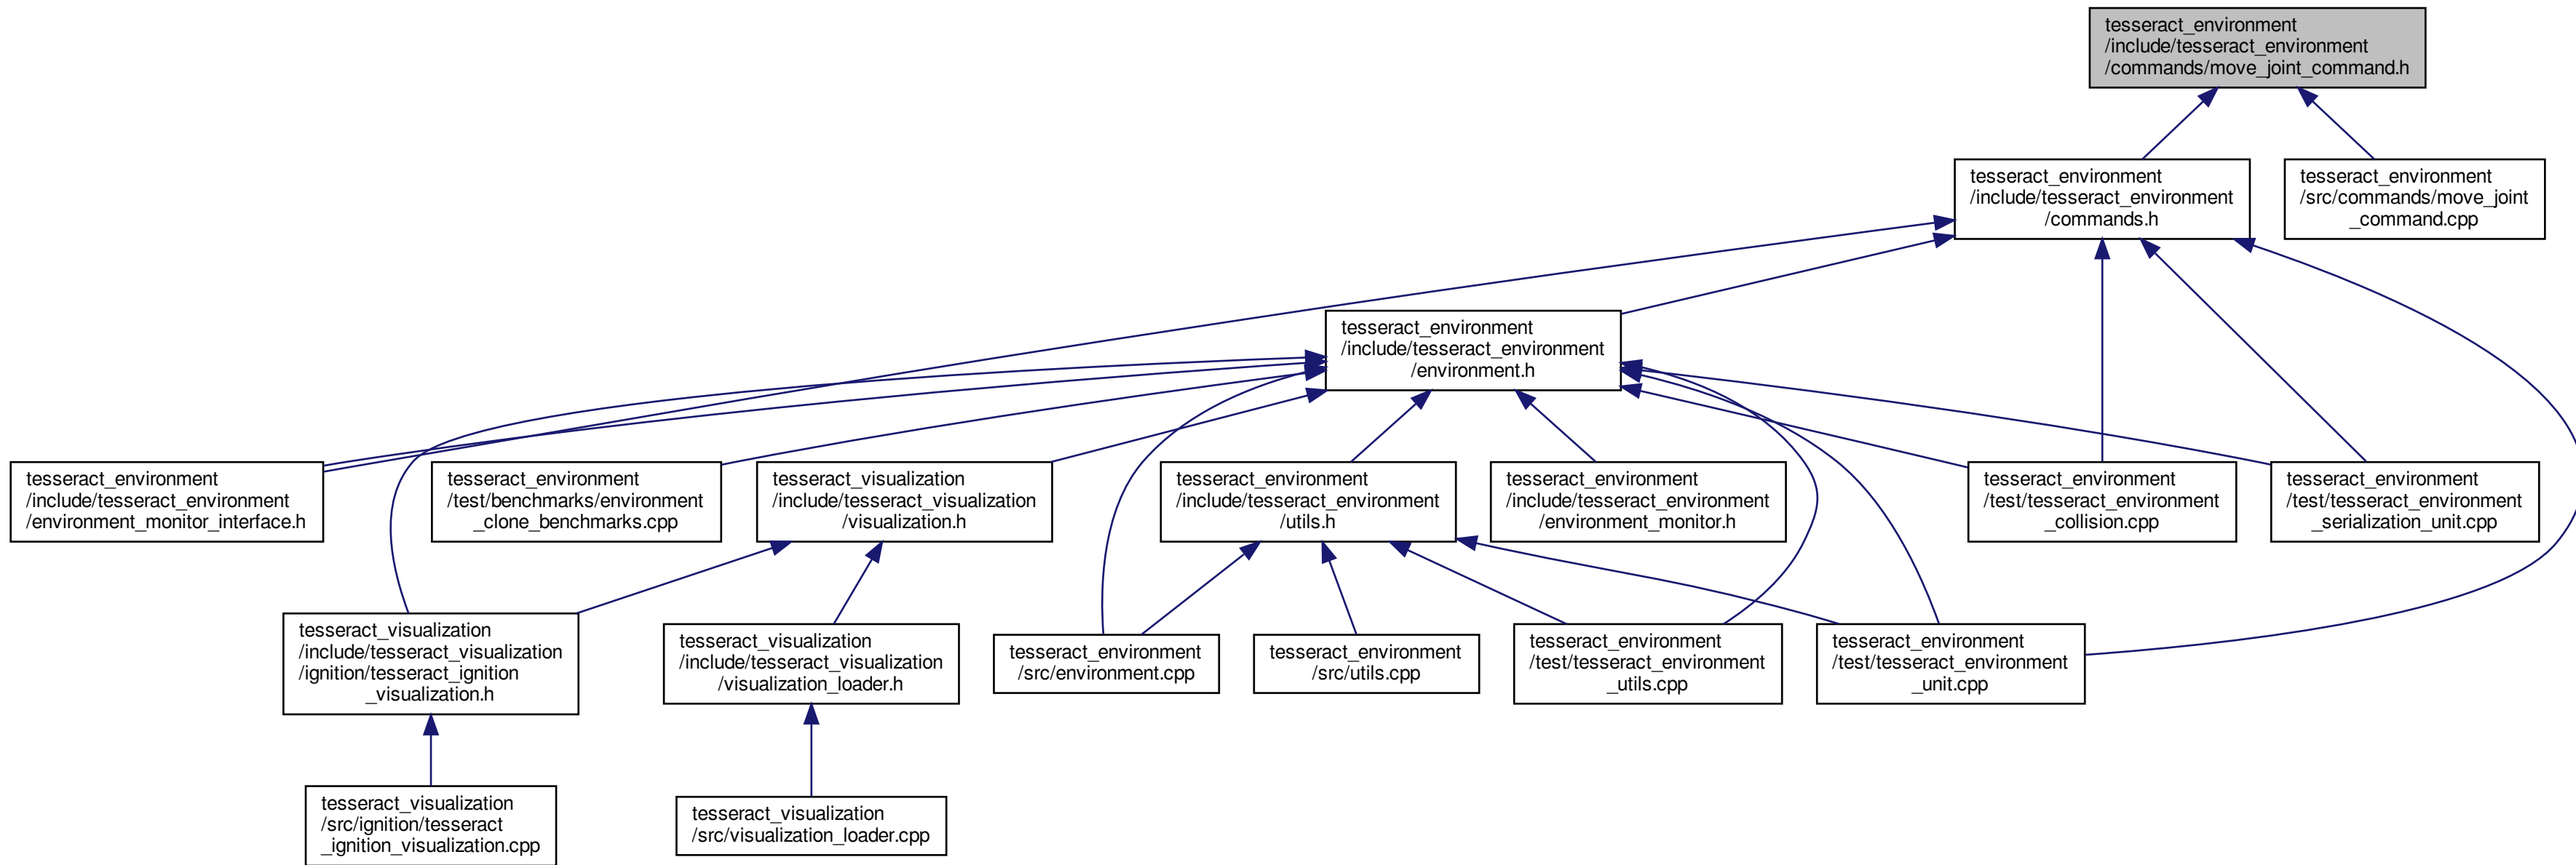 tesseract_environment
/include/tesseract_environment
/commands/move_joint_command.h
tesseract_environment
/include/tesseract_environment
/commands.h
tesseract_environment
/src/commands/move_joint
_command.cpp
tesseract_environment
/include/tesseract_environment
/environment.h
tesseract_environment
/include/tesseract_environment
/environment_monitor_interface.h
tesseract_environment
/test/benchmarks/environment
_clone_benchmarks.cpp
tesseract_visualization
/include/tesseract_visualization
/visualization.h
tesseract_environment
/include/tesseract_environment
/utils.h
tesseract_environment
/include/tesseract_environment
/environment_monitor.h
tesseract_environment
/test/tesseract_environment
_collision.cpp
tesseract_environment
/test/tesseract_environment
_serialization_unit.cpp
tesseract_visualization
/include/tesseract_visualization
/ignition/tesseract_ignition
_visualization.h
tesseract_visualization
/include/tesseract_visualization
/visualization_loader.h
tesseract_environment
/src/environment.cpp
tesseract_environment
/src/utils.cpp
tesseract_environment
/test/tesseract_environment
_utils.cpp
tesseract_environment
/test/tesseract_environment
_unit.cpp
tesseract_visualization
/src/ignition/tesseract
_ignition_visualization.cpp
tesseract_visualization
/src/visualization_loader.cpp